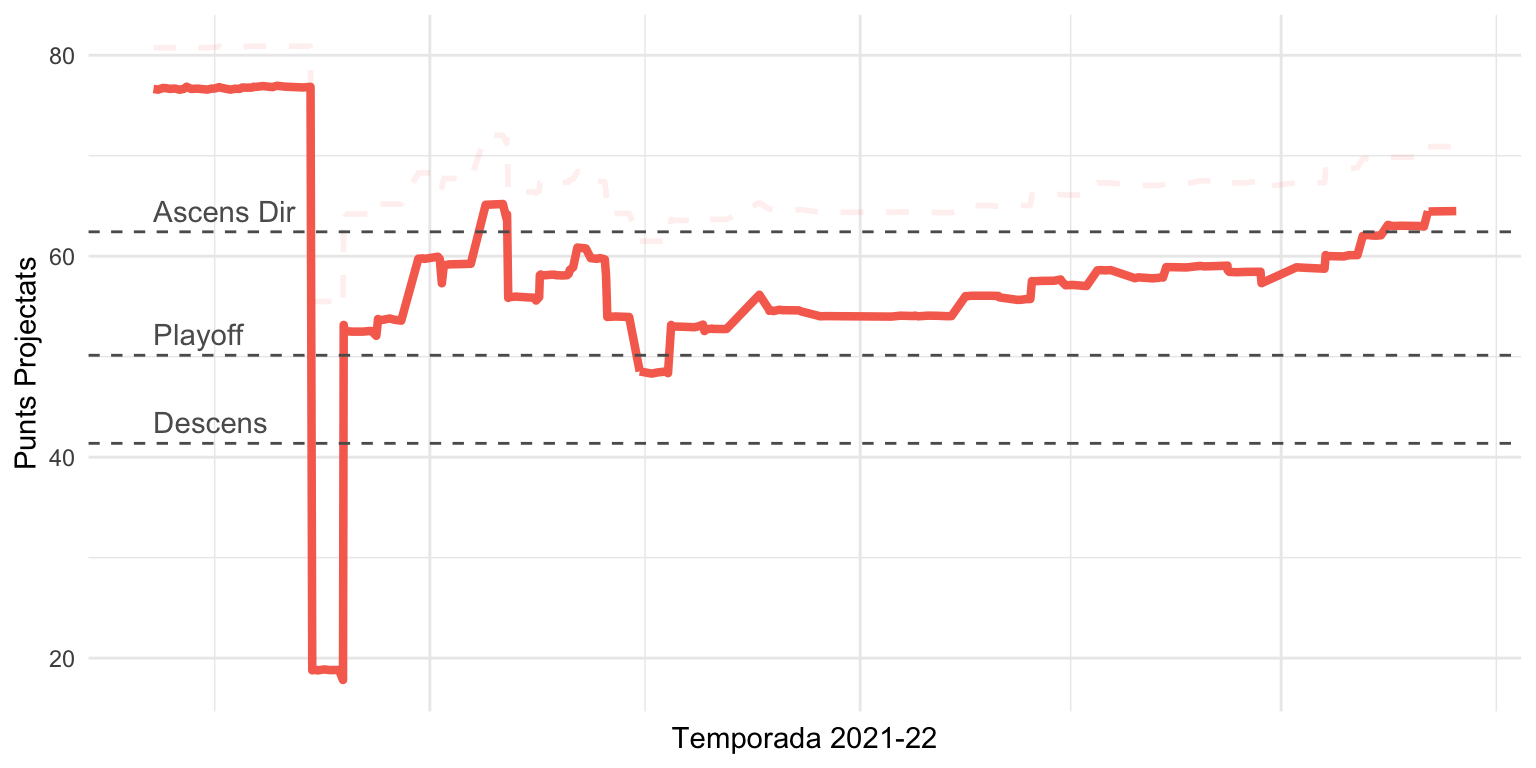 80
60
40
20
Punts Projectats
Ascens Dir
Playoff
Descens
Temporada 2021-22